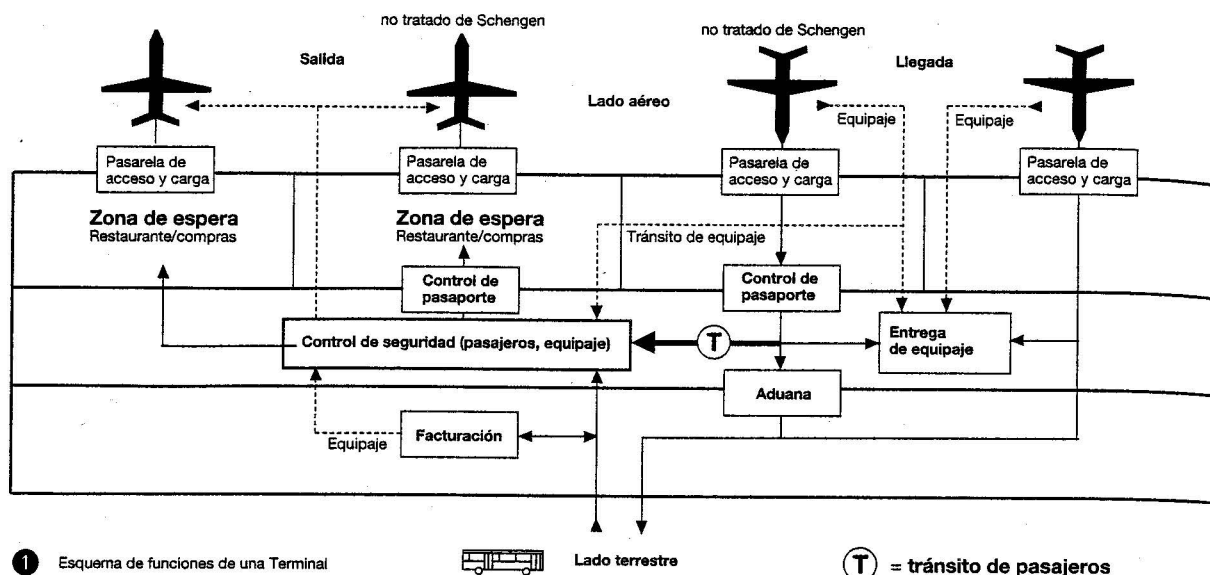 no tratado de Schengen
no tratado de Schengen
Salida
Llegada
Lado aéreo
Equipaje
Equipaje
Pasarela de
acceso y carga
Pasarela de
acceso y carga
Pasarela de
acceso y carga
Pasarela de
acceso y carga
Zona de espera
Restaurante/compras
Zona de espera
Restaurante/compras
Tránsito de equipaje
Control de
pasaporte
Control de
pasaporte
Control de seguridad (pasajeros, equipaje)
T
Entrega
de equipaje
Aduana
Equipaje
Facturación
1 Esquema de funciones de una Terminal
Lado terrestre
T = tránsito de pasajeros